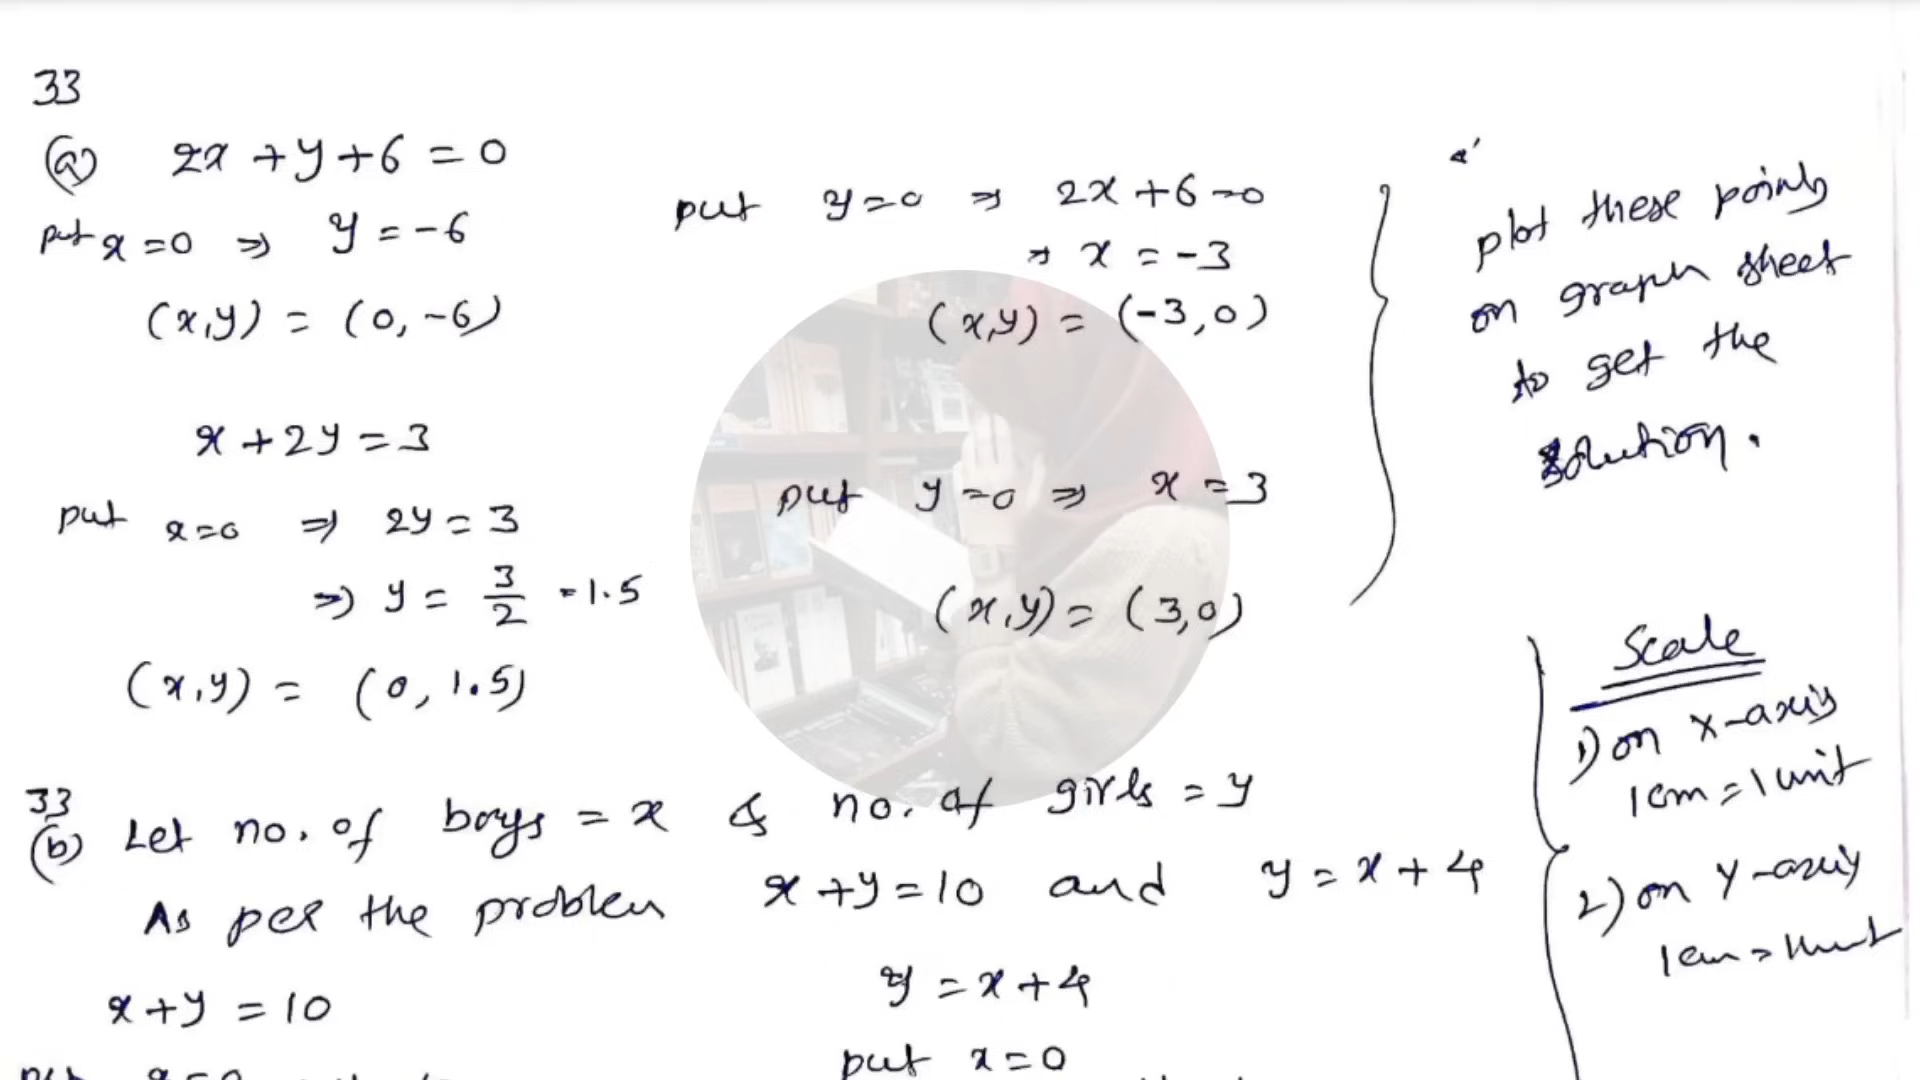 33
(a) 2x + y + 6 = 0
put x = 0 ⇒ y = -6
(x,y) = (0, -6)
put y = 0 ⇒ 2x + 6 = 0
⇒ x = -3
(x,y) = (-3, 0)
x + 2y = 3
put x = 0 ⇒ 2y = 3
⇒ y = 3/2 = 1.5
(x,y) = (0, 1.5)
put y = 0 ⇒ x = 3
(x,y) = (3, 0)
plot these points
on graph sheet
to get the
solution.
33
(b) Let no. of boys = x & no. of girls = y
As per the problem x + y = 10 and y = x + 4
x + y = 10
y = x + 4
put x = 0
Scale
1) on x-axis
1cm = 1 unit
2) on y-axis
1cm = 1unit